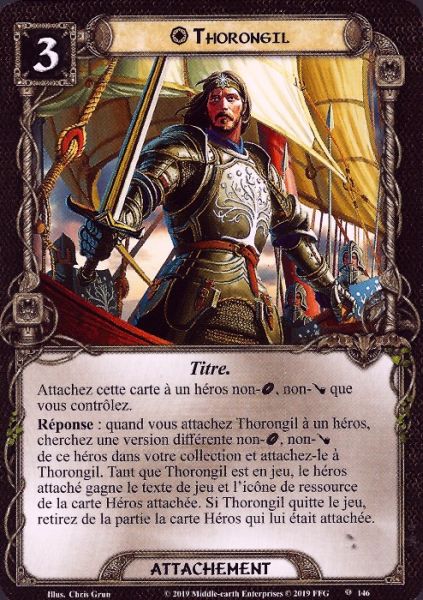 3
Thorongil
Titre.
Attachez cette carte à un héros non-, non- que
vous contrôlez.
Réponse : quand vous attachez Thorongil à un héros,
cherchez une version différente non-, non-
de ce héros dans votre collection et attachez-le à
Thorongil. Tant que Thorongil est en jeu, le héros
attaché gagne le texte de jeu et l'icône de ressource
de la carte Héros attachée. Si Thorongil quitte le jeu,
retirez de la partie la carte Héros qui lui était attachée.
Attachement
Illus. Chris Grun © 2019 Middle-earth Enterprises © 2019 FFG 146